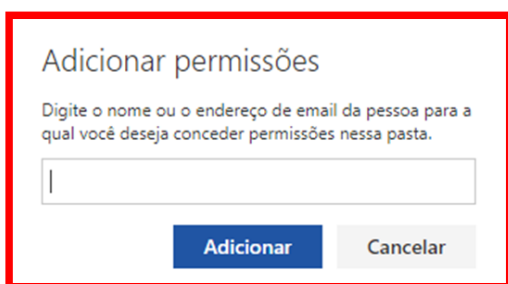 Adicionar permissões
Digite o nome ou o endereço de email da pessoa para a
qual você deseja conceder permissões nessa pasta.
Adicionar
Cancelar